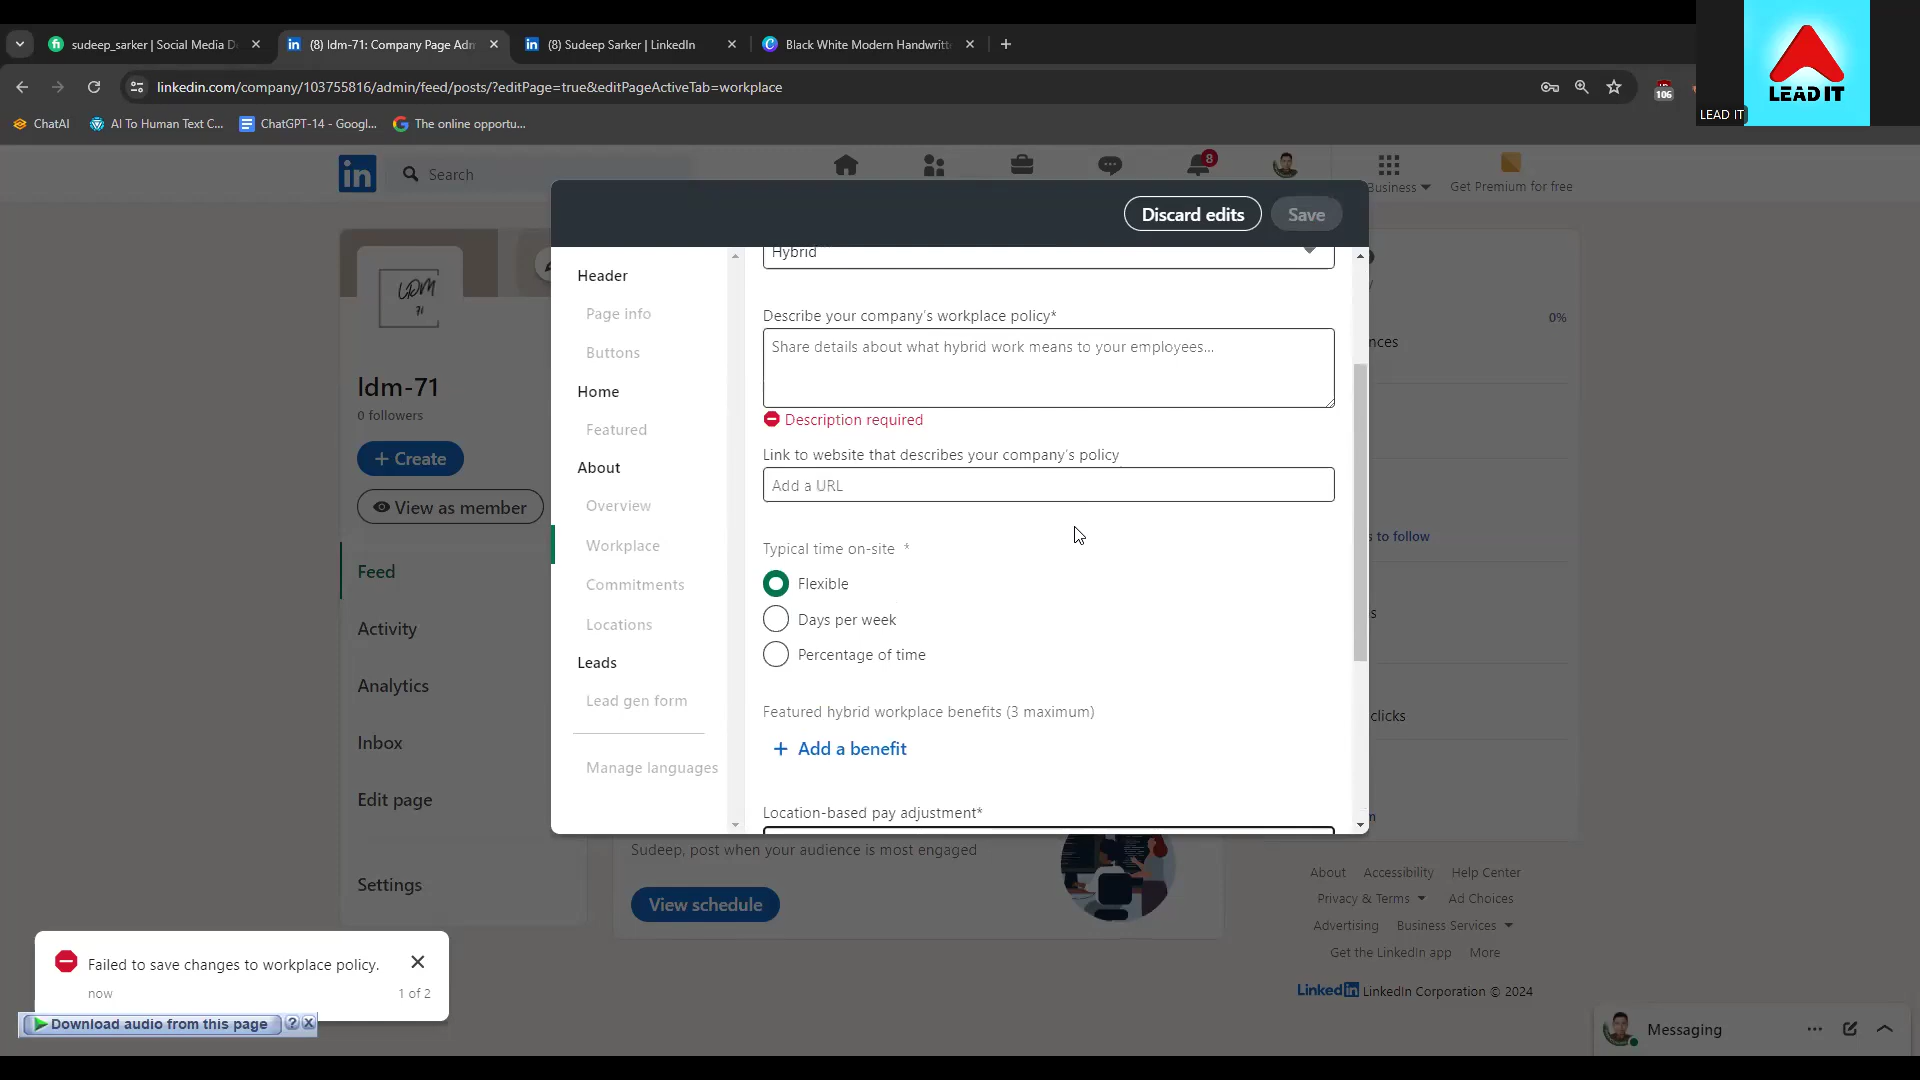 sudeep_sarker | Social Media D
(8) ldm-71: Company Page Adm
(8) Sudeep Sarker | LinkedIn
Black White Modern Handwritt
linkedin.com/company/103755816/admin/feed/posts/?editPage=true&editPageActiveTab=workplace
106
LEAD IT
LEAD IT
ChatAI
AI To Human Text C...
ChatGPT-14 - Googl...
The online opportu...
in
Search
8
Business
Get Premium for free
Discard edits
Save
LDM
71
ldm-71
0 followers
+ Create
View as member
Feed
Activity
Analytics
Inbox
Edit page
Settings
Header
Page info
Buttons
Home
Featured
About
Overview
Workplace
Commitments
Locations
Leads
Lead gen form
Manage languages
Hybrid
Describe your company's workplace policy*
Share details about what hybrid work means to your employees...
Description required
Link to website that describes your company's policy
Add a URL
Typical time on-site *
Flexible
Days per week
Percentage of time
Featured hybrid workplace benefits (3 maximum)
+ Add a benefit
Location-based pay adjustment*
0%
nces
s to follow
s
clicks
m
Sudeep, post when your audience is most engaged
View schedule
About Accessibility Help Center
Privacy & Terms Ad Choices
Advertising Business Services
Get the LinkedIn app More
LinkedIn LinkedIn Corporation © 2024
Failed to save changes to workplace policy.
now
1 of 2
Download audio from this page
?
X
Messaging